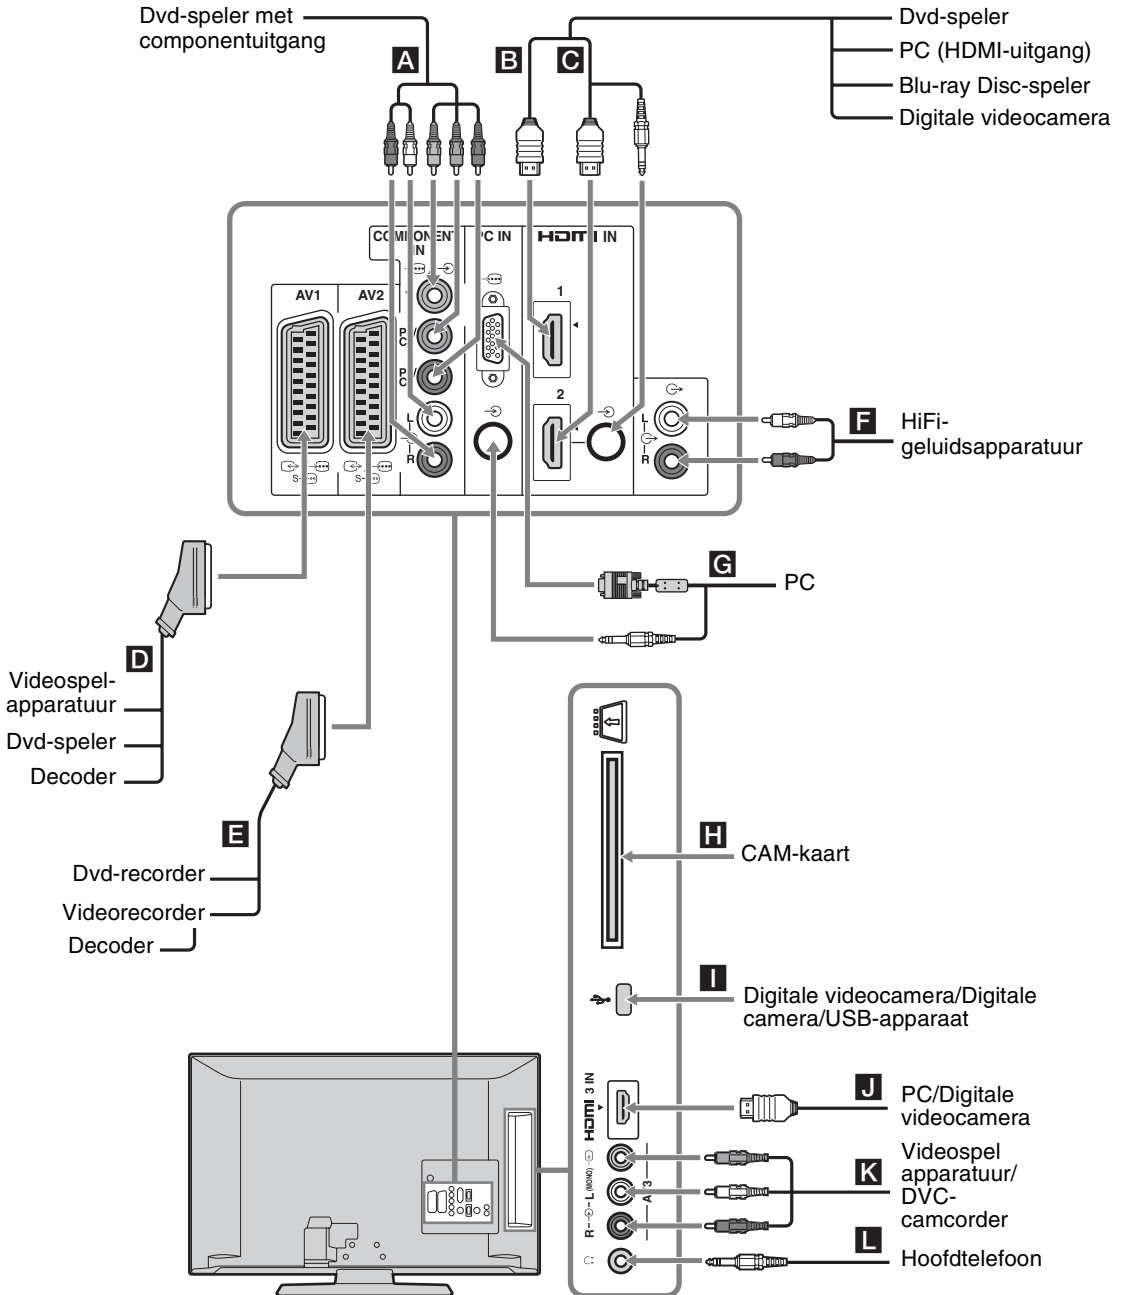 Dvd-speler met
componentuitgang
A
B
C
Dvd-speler
PC (HDMI-uitgang)
Blu-ray Disc-speler
Digitale videocamera
COMPONENT
IN
PC IN
HDMI IN
AV1
AV2
1
2
L
R
L
R
S
S
F
HiFi-
geluidsapparatuur
G
PC
D
Videospel-
apparatuur
Dvd-speler
Decoder
E
Dvd-recorder
Videorecorder
Decoder
H
CAM-kaart
I
Digitale videocamera/Digitale
camera/USB-apparaat
HDMI 3 IN
J
PC/Digitale
videocamera
R
L (MONO)
K
Videospel
apparatuur/
DVC-
camcorder
L
Hoofdtelefoon